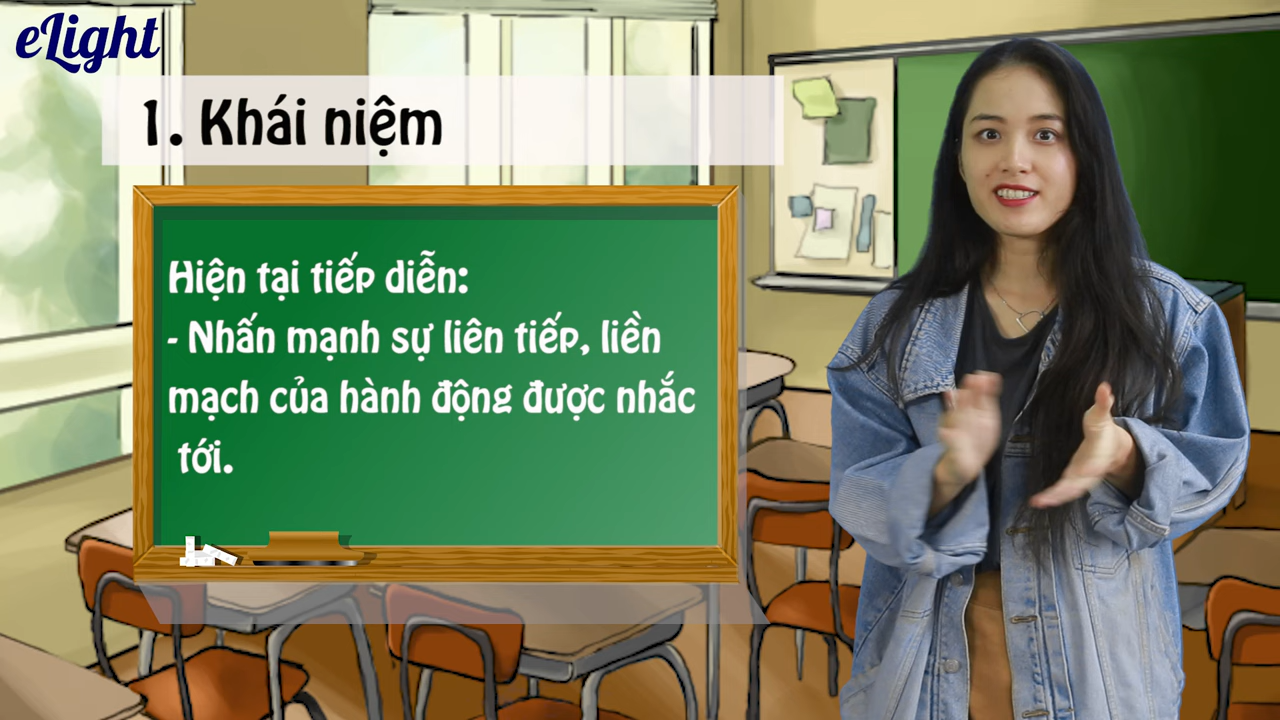 eLight
1. Khái niệm
Hiện tại tiếp diễn:
- Nhấn mạnh sự liên tiếp, liền
mạch của hành động được nhắc
tới.